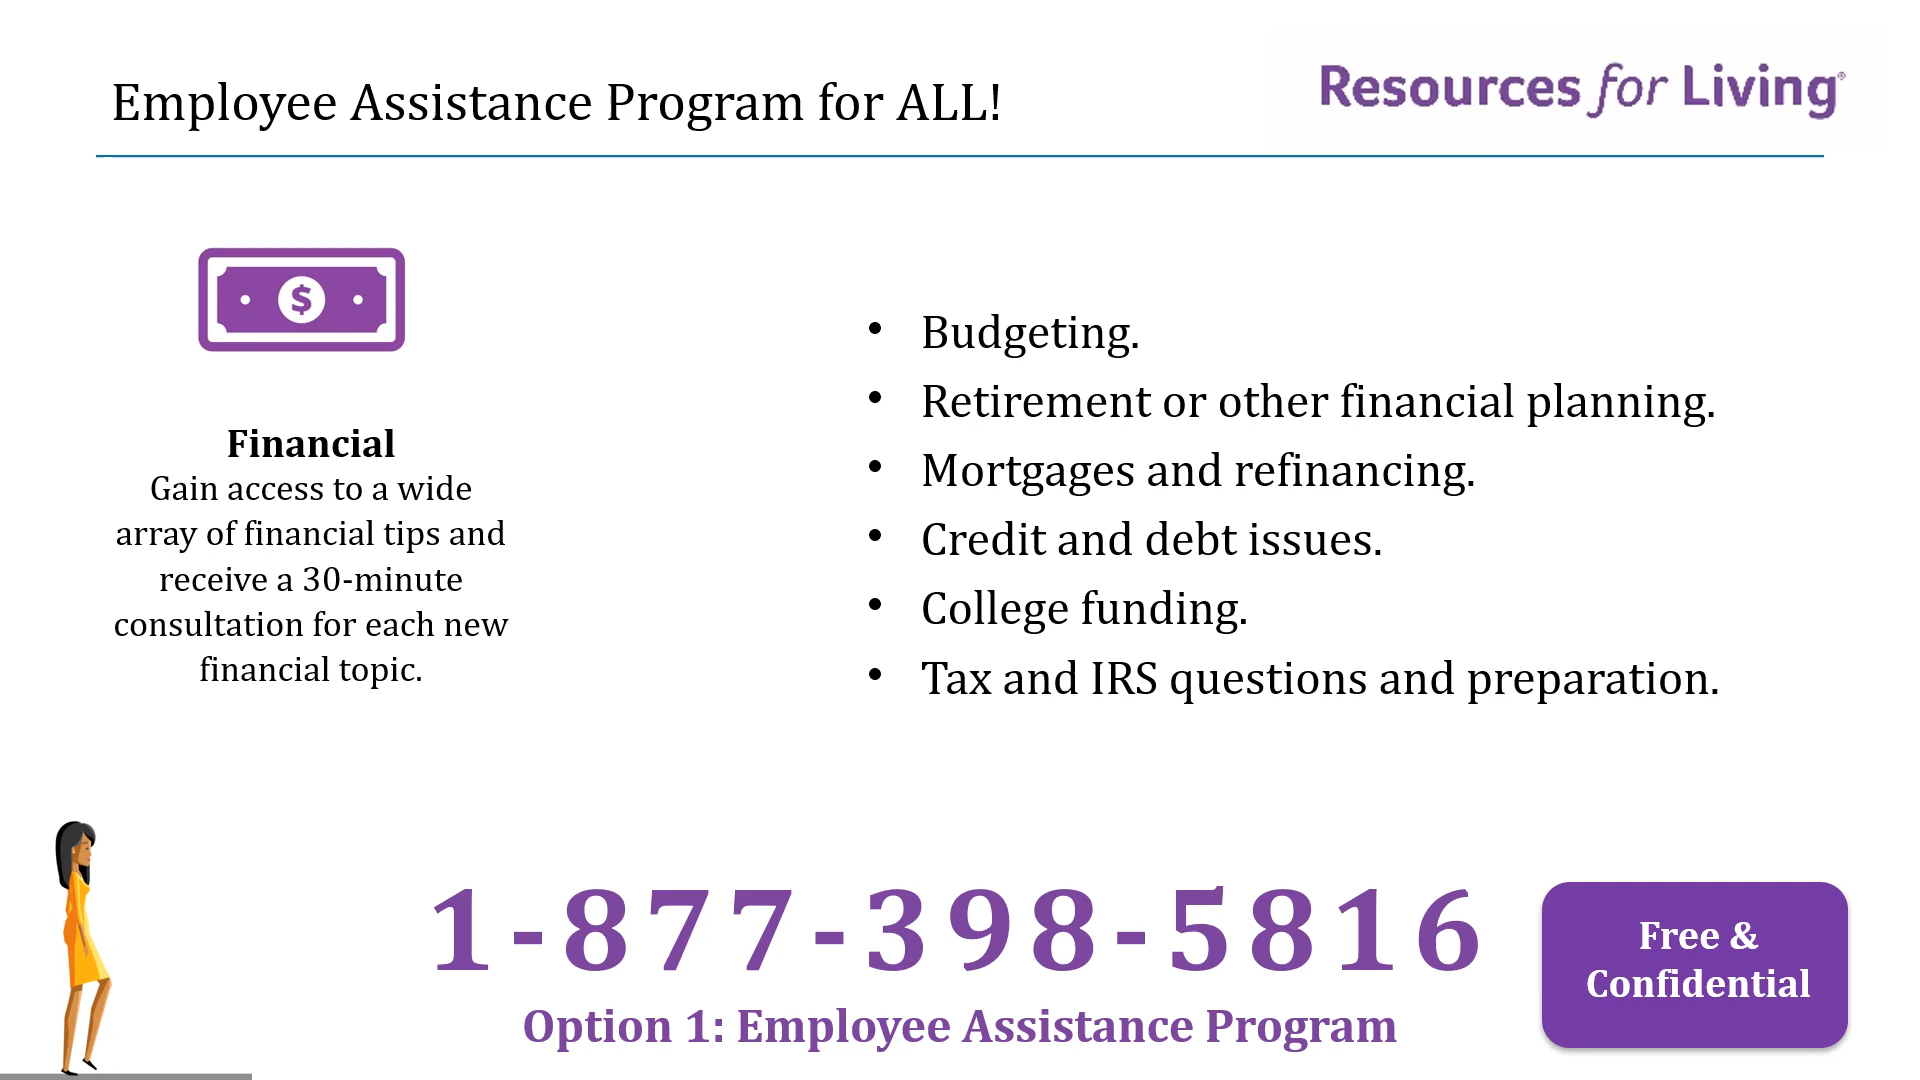 Employee Assistance Program for ALL!
Resources for Living®
$
Financial
Gain access to a wide
array of financial tips and
receive a 30-minute
consultation for each new
financial topic.
• Budgeting.
• Retirement or other financial planning.
• Mortgages and refinancing.
• Credit and debt issues.
• College funding.
• Tax and IRS questions and preparation.
1-877-398-5816
Option 1: Employee Assistance Program
Free &
Confidential